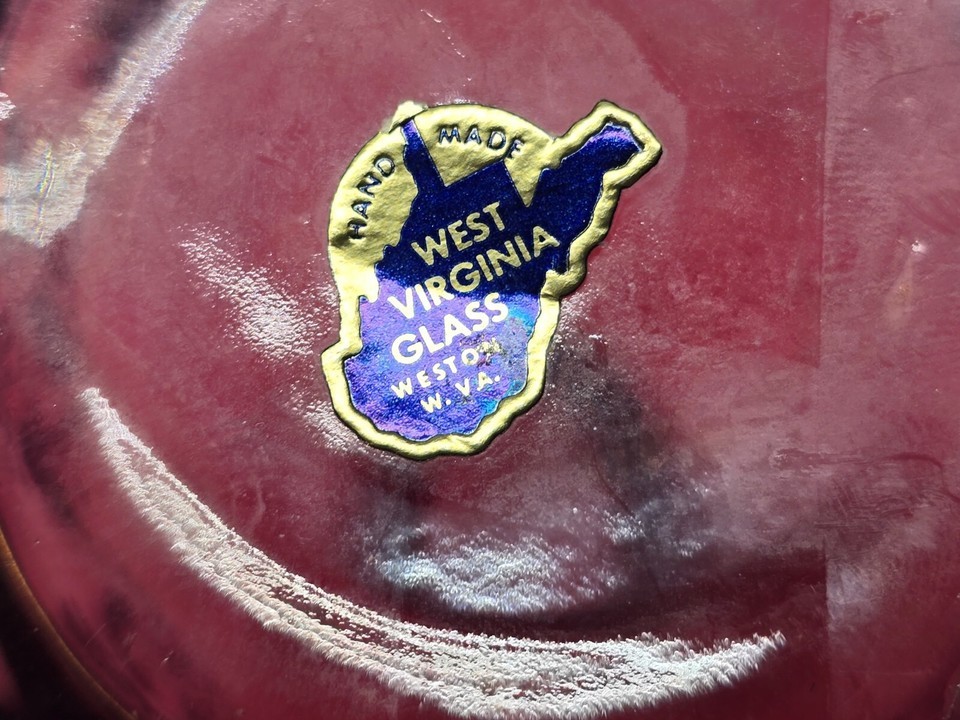 HAND MADE
WEST
VIRGINIA
GLASS
WESTON
W. VA.